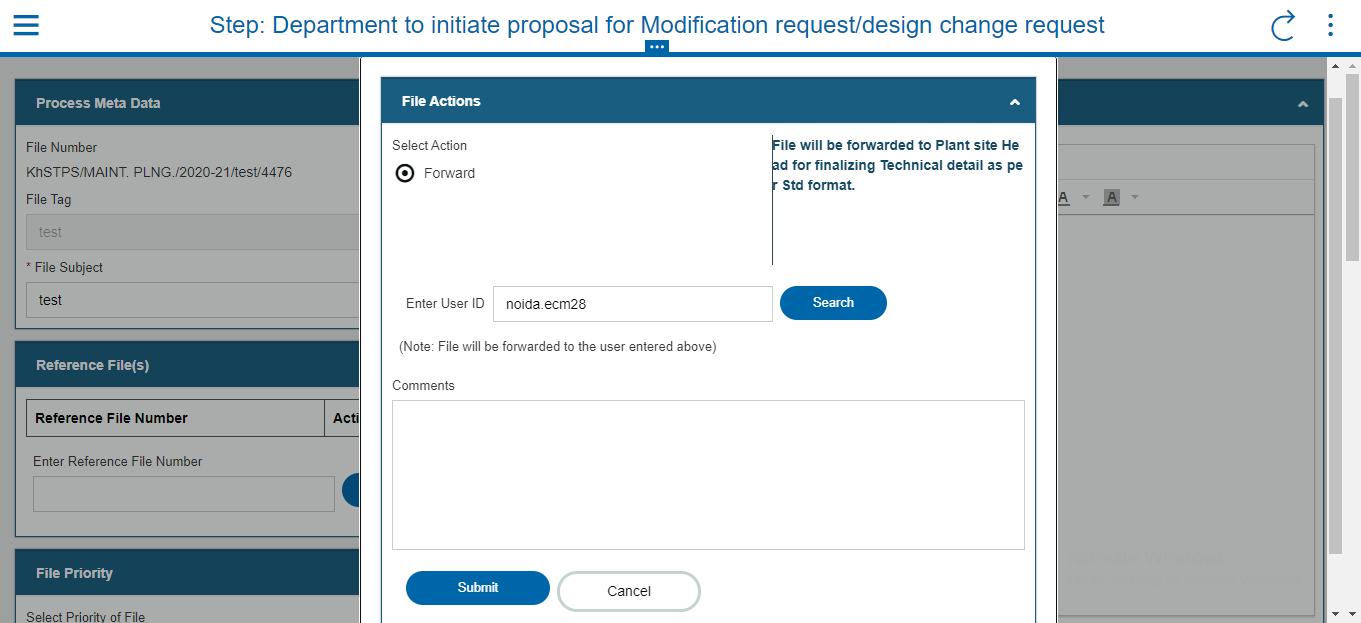 Step: Department to initiate proposal for Modification request/design change request
Process Meta Data
File Number
KhSTPS/MAINT. PLNG./2020-21/test/4476
File Tag
test
* File Subject
test
Reference File(s)
Reference File Number
Acti
Enter Reference File Number
File Priority
Select Priority of File
File Actions
Select Action
Forward
File will be forwarded to Plant site He
ad for finalizing Technical detail as pe
r Std format.
Enter User ID
noida.ecm28
Search
(Note: File will be forwarded to the user entered above)
Comments
Submit
Cancel
A
A